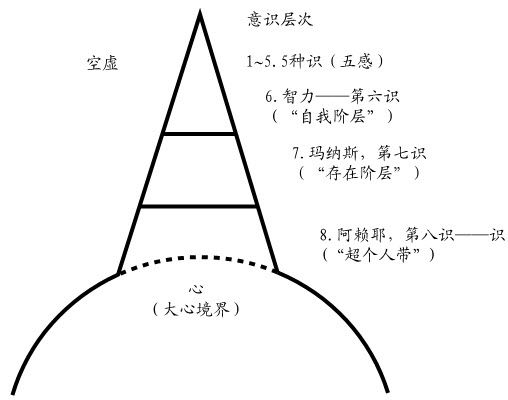 意识层次
空虚
1~5. 5种识（五感）
6. 智力——第六识
（“自我阶层”）
7. 玛纳斯，第七识
（“存在阶层”）
8. 阿赖耶，第八识——识
（“超个人带”）
心
（大心境界）